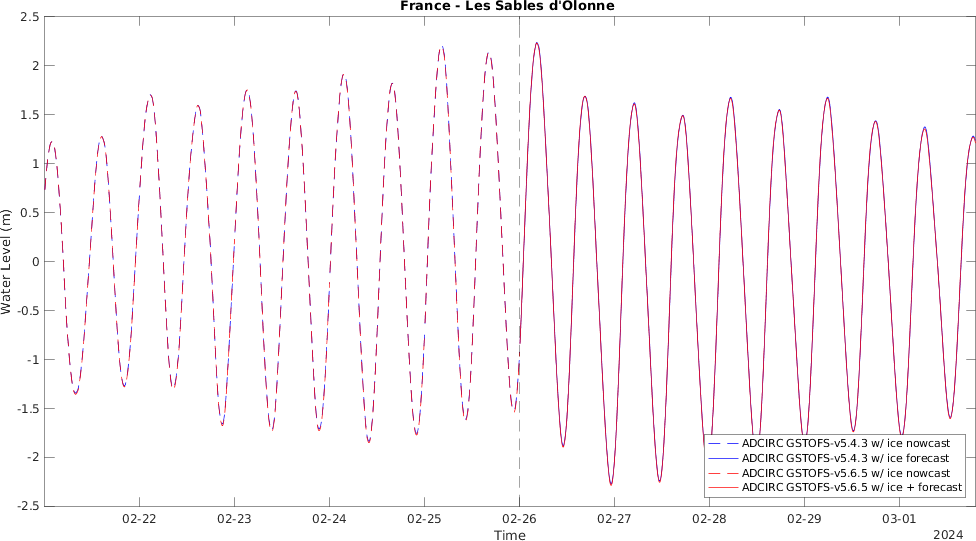 France - Les Sables d'Olonne
2.5
2
1.5
1
0.5
0
-0.5
-1
-1.5
-2
-2.5
Water Level (m)
ADCIRC GSTOFS-v5.4.3 w/ ice nowcast
ADCIRC GSTOFS-v5.4.3 w/ ice forecast
ADCIRC GSTOFS-v5.6.5 w/ ice nowcast
ADCIRC GSTOFS-v5.6.5 w/ ice + forecast
02-22 02-23 02-24 02-25 02-26 02-27 02-28 02-29 03-01
Time
2024